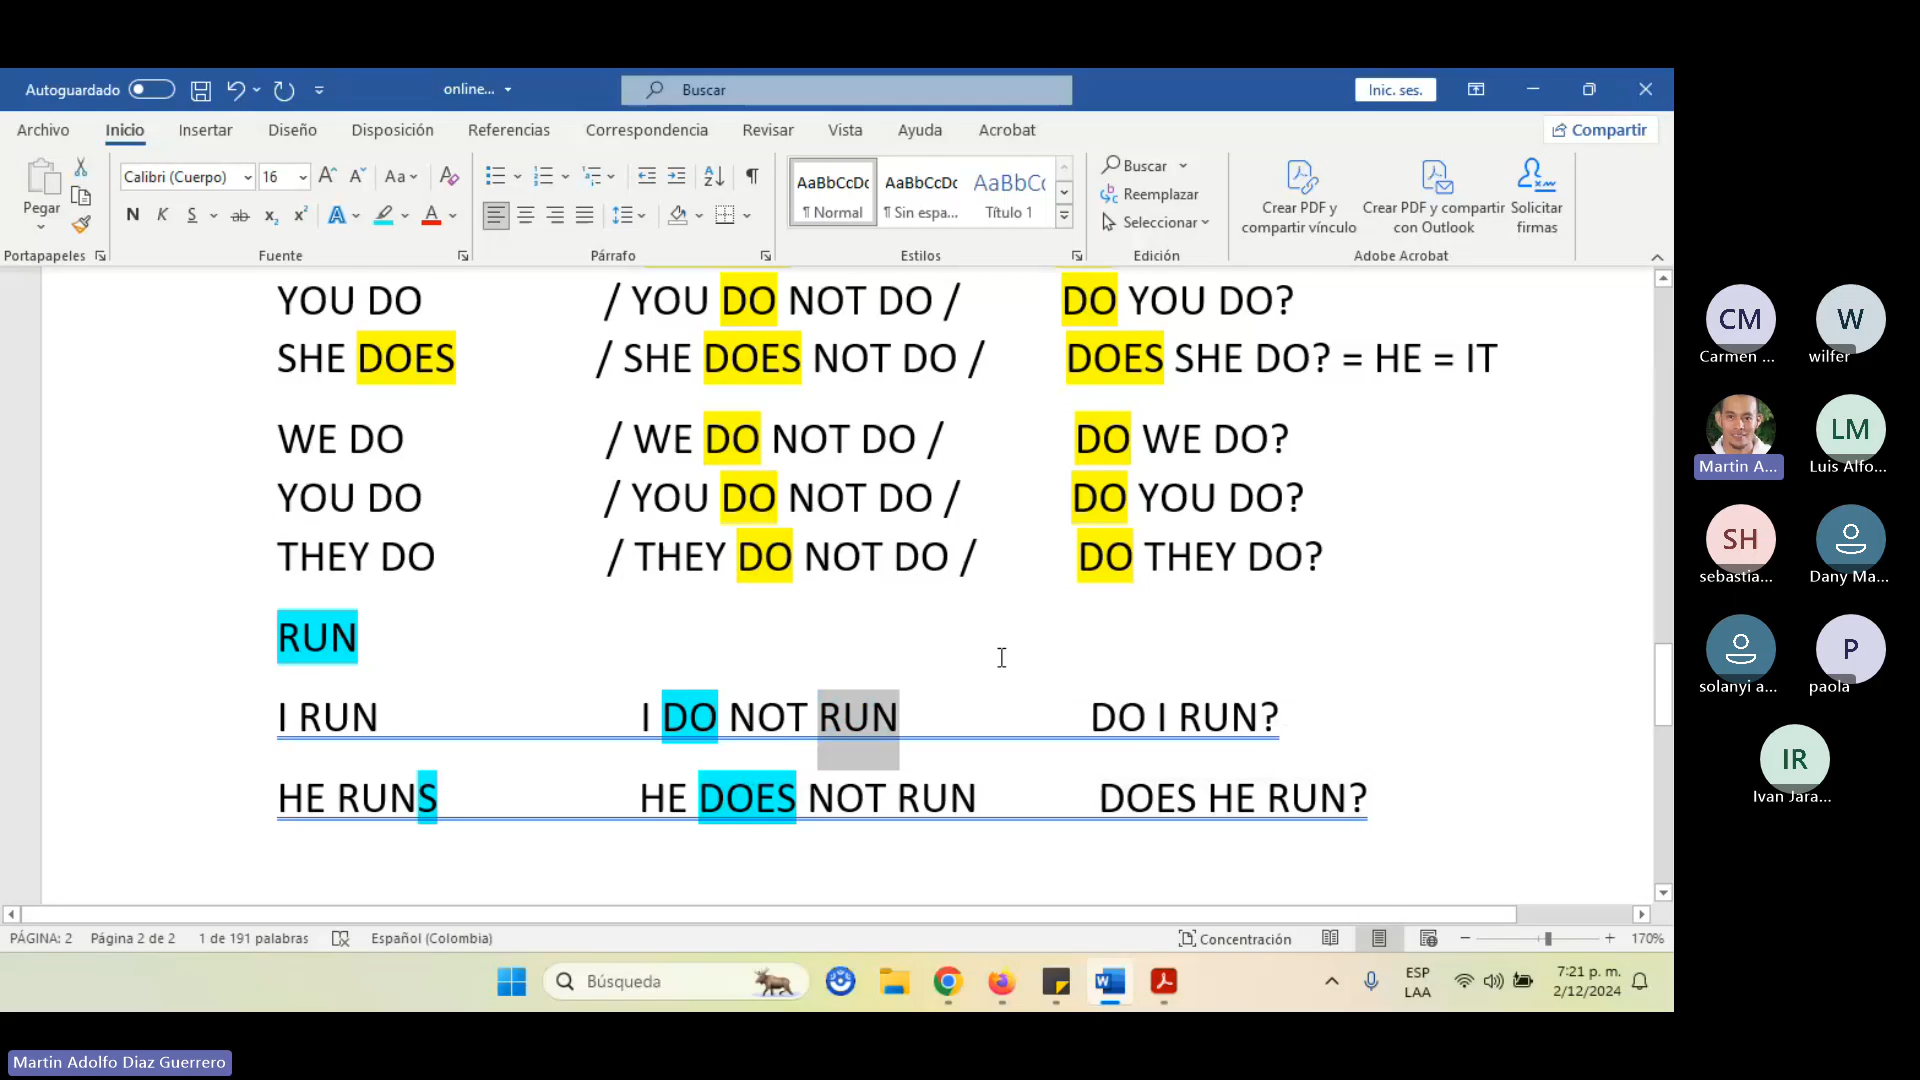 Autoguardado online... Buscar Inic. ses.
Archivo Inicio Insertar Diseño Disposición Referencias Correspondencia Revisar Vista Ayuda Acrobat Compartir
Pegar
Calibri (Cuerpo) 16 Aa
N K S ab x₂ x² A A
AaBbCcDc AaBbCcDc AaBbCc
¶ Normal ¶ Sin espa... Título 1
Buscar
Reemplazar
Seleccionar
Crear PDF y compartir vínculo
Crear PDF y compartir con Outlook
Solicitar firmas
Portapapeles Fuente Párrafo Estilos Edición Adobe Acrobat
YOU DO / YOU DO NOT DO / DO YOU DO?
SHE DOES / SHE DOES NOT DO / DOES SHE DO? = HE = IT
WE DO / WE DO NOT DO / DO WE DO?
YOU DO / YOU DO NOT DO / DO YOU DO?
THEY DO / THEY DO NOT DO / DO THEY DO?
RUN
I RUN I DO NOT RUN DO I RUN?
HE RUNS HE DOES NOT RUN DOES HE RUN?
PÁGINA: 2 Página 2 de 2 1 de 191 palabras Español (Colombia) Concentración 170%
Búsqueda
ESP
LAA
7:21 p. m.
2/12/2024
CM W
Carmen ... wilfer
LM
Martin A... Luis Alfo...
SH
sebastia... Dany Ma...
P
solanyi a... paola
IR
Ivan Jara...
Martin Adolfo Diaz Guerrero